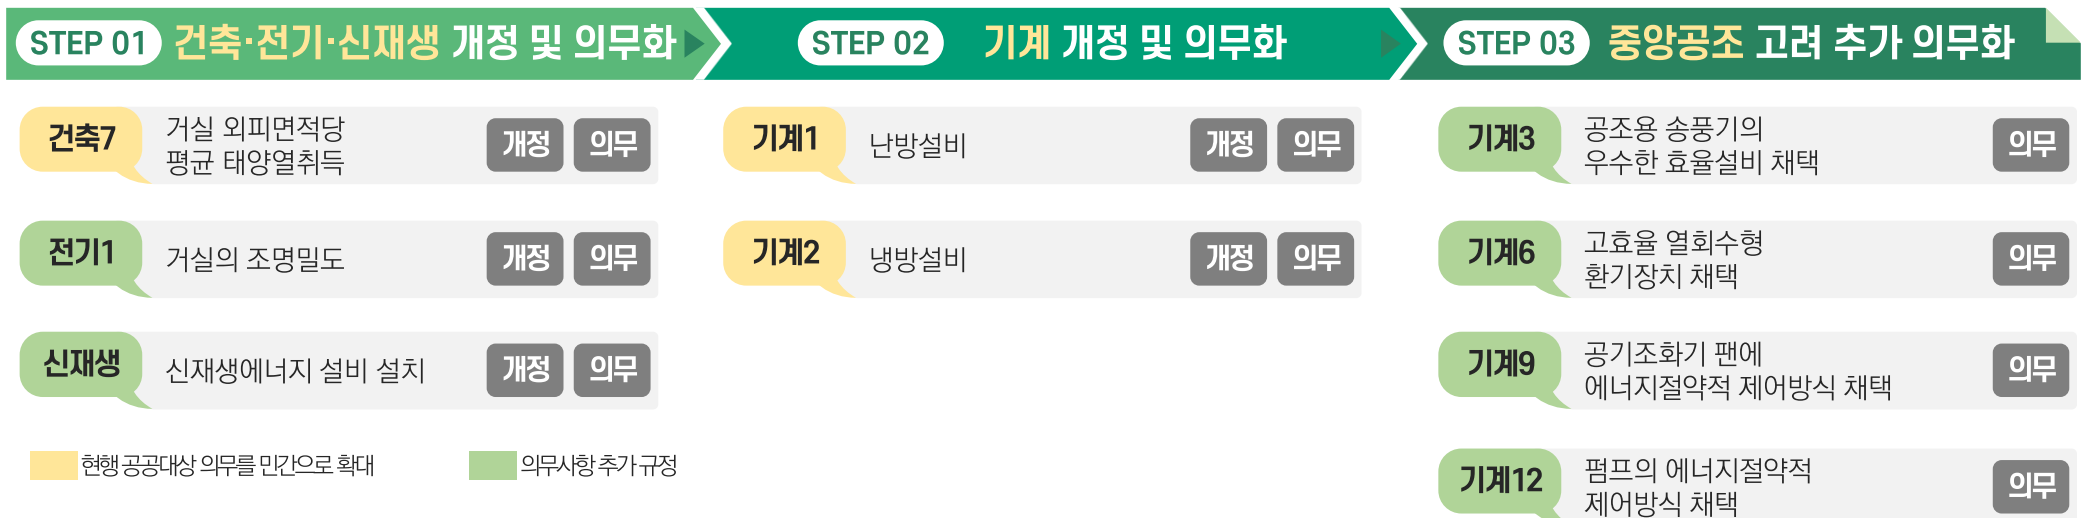 STEP 01 건축·전기·신재생 개정 및 의무화
STEP 02 기계 개정 및 의무화
STEP 03 중앙공조 고려 추가 의무화
건축7
거실 외피면적당
평균 태양열취득
개정 의무
전기1 거실의 조명밀도 개정 의무
신재생 신재생에너지 설비 설치 개정 의무
현행 공공대상 의무를 민간으로 확대
의무사항 추가 규정
기계1 난방설비 개정 의무
기계2 냉방설비 개정 의무
기계3
공조용 송풍기의
우수한 효율설비 채택
의무
기계6
고효율 열회수형
환기장치 채택
의무
기계9
공기조화기 팬에
에너지절약적 제어방식 채택
의무
기계12
펌프의 에너지절약적
제어방식 채택
의무